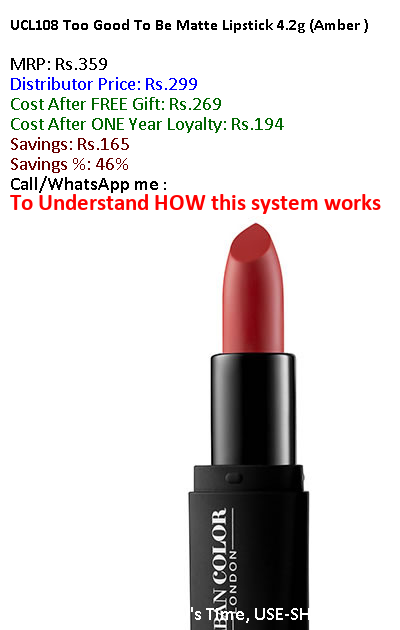 UCL108 Too Good To Be Matte Lipstick 4.2g (Amber )
MRP: Rs.359
Distributor Price: Rs.299
Cost After FREE Gift: Rs.269
Cost After ONE Year Loyalty: Rs.194
Savings: Rs.165
Savings %: 46%
Call/WhatsApp me :
To Understand HOW this system works
COLOR
LONDON
Time,